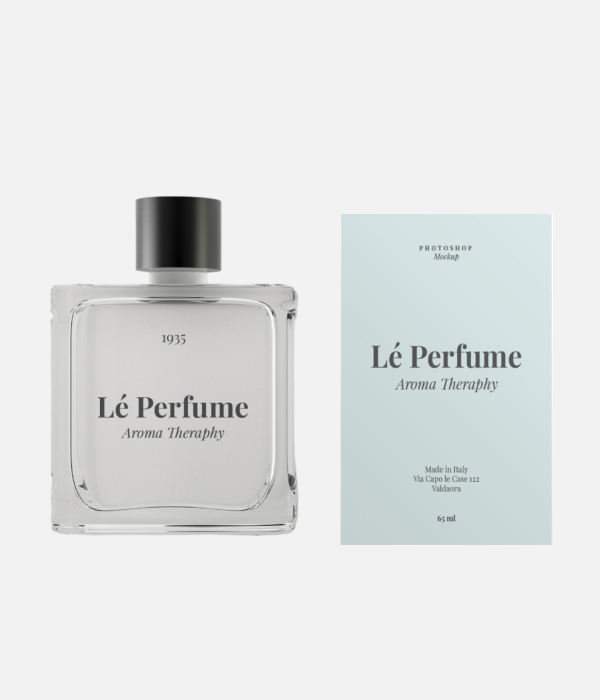 1935
Lé Perfume
Aroma Theraphy
PHOTOSHOP
Mockup
Lé Perfume
Aroma Theraphy
Made in Italy
Via Capo le Case 122
Valdaora
65 ml